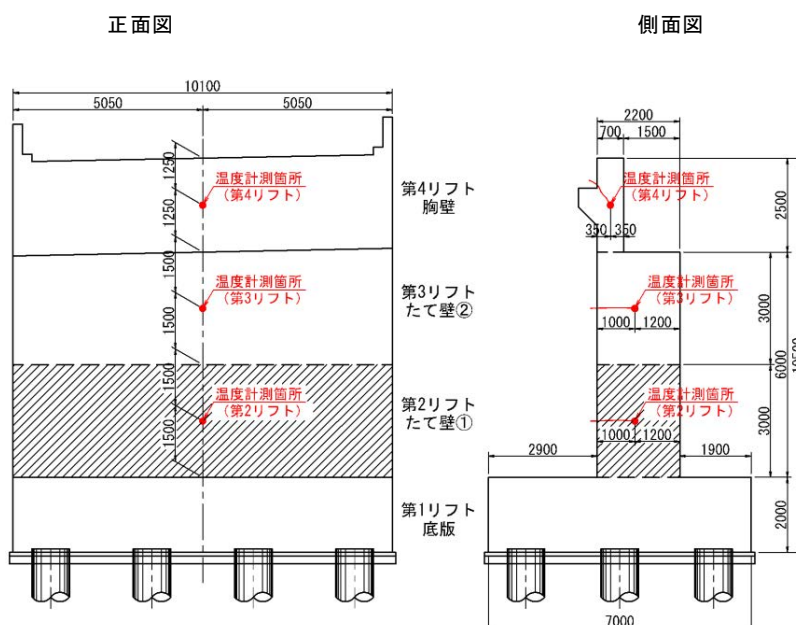 正面図
側面図
10100
5050
5050
1250
1250
1500
1500
1500
1500
温度計測箇所
(第4リフト)
温度計測箇所
(第3リフト)
温度計測箇所
(第2リフト)
第4リフト
胸壁
第3リフト
たて壁②
第2リフト
たて壁①
第1リフト
底版
2200
700
1500
温度計測箇所
(第4リフト)
350
350
2500
温度計測箇所
(第3リフト)
1000
1200
3000
6000
温度計測箇所
(第2リフト)
1000
1200
3000
2900
1900
2000
7000